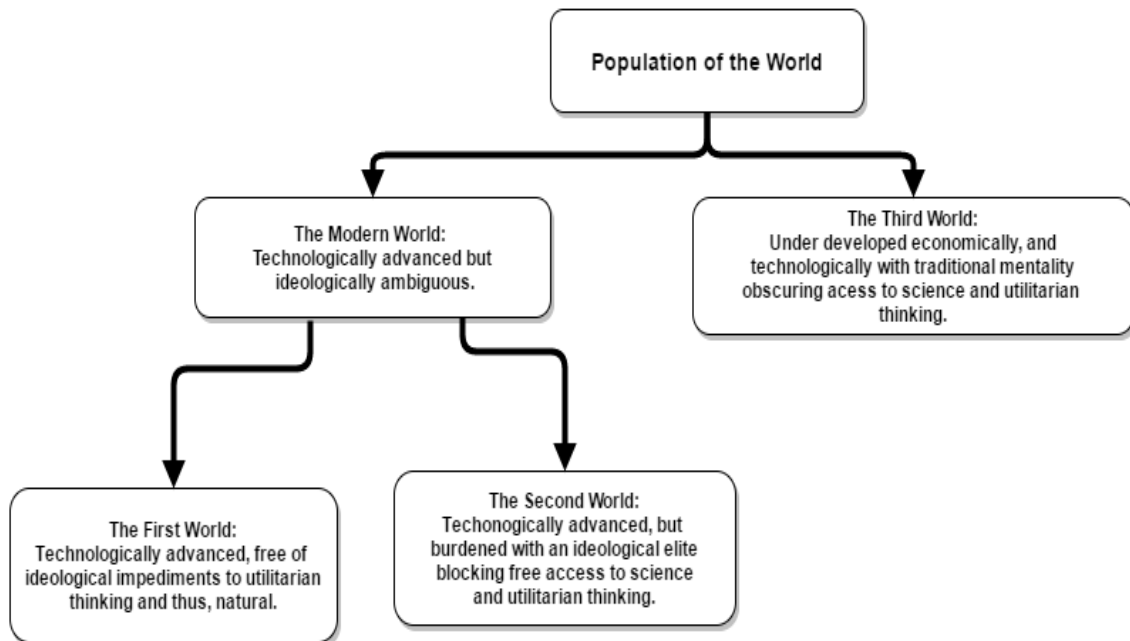 Population of the World
The Modern World:
Technologically advanced but
ideologically ambiguous.
The Third World:
Under developed economically, and
technologically with traditional mentality
obscuring acess to science and utilitarian
thinking.
The First World:
Technologically advanced, free of
ideological impediments to utilitarian
thinking and thus, natural.
The Second World:
Techonogically advanced, but
burdened with an ideological elite
blocking free access to science
and utilitarian thinking.